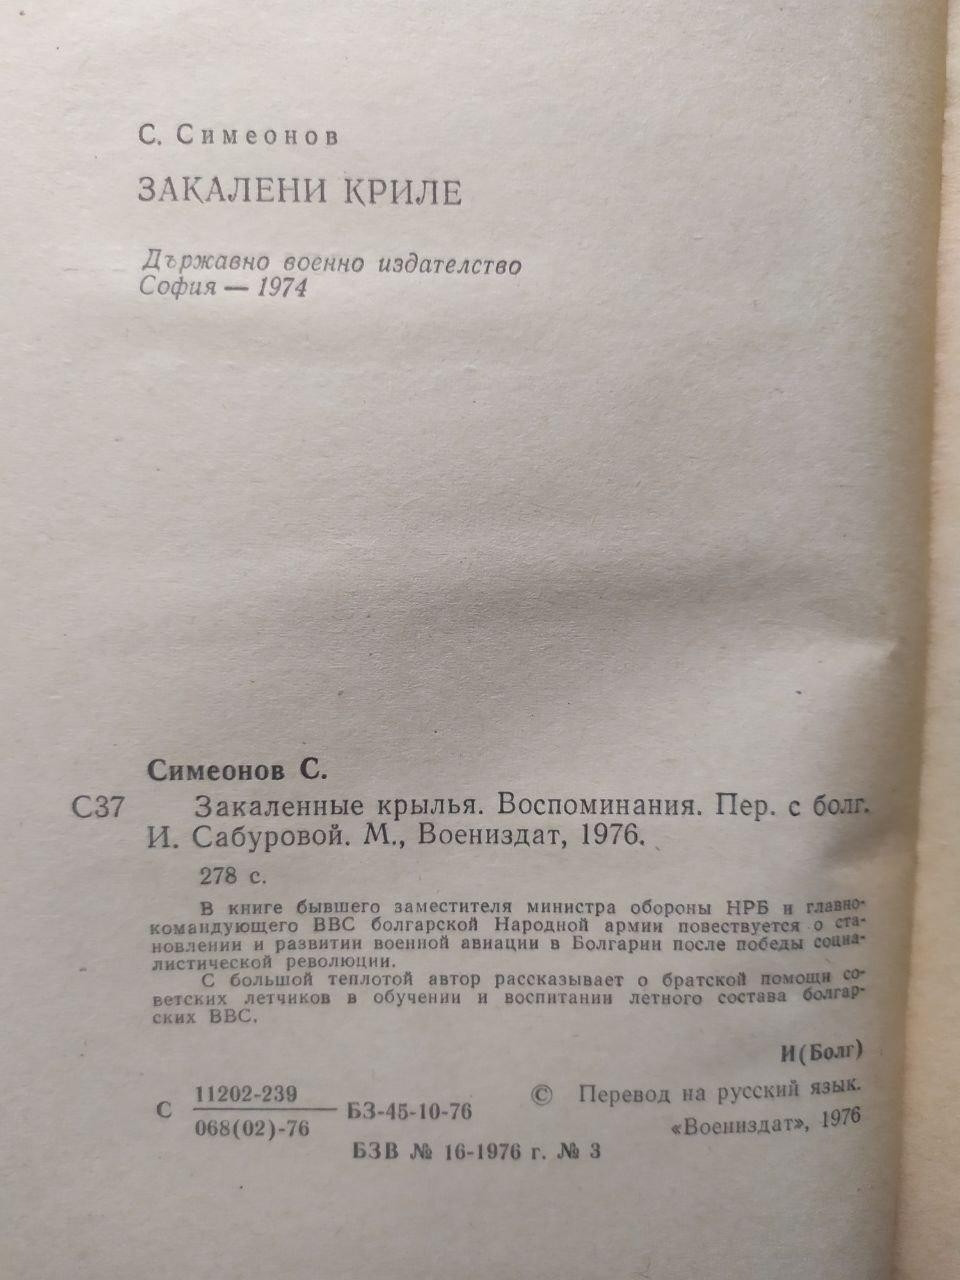 С. Симеонов
ЗАКАЛЕНИ КРИЛЕ
Държавно военно издателство
София — 1974
Симеонов С.
С37 Закаленные крылья. Воспоминания. Пер. с болг.
И. Сабуровой. М., Воениздат, 1976.
278 с.
В книге бывшего заместителя министра обороны НРБ и главно-
командующего ВВС болгарской Народной армии повествуется о ста-
новлении и развитии военной авиации в Болгарии после победы социа-
листической революции.
С большой теплотой автор рассказывает о братской помощи со-
ветских летчиков в обучении и воспитании летного состава болгар-
ских ВВС.
И(Болг)
С 11202-239
068(02)-76 БЗ-45-10-76
БЗВ № 16-1976 г. № 3
© Перевод на русский язык.
«Воениздат», 1976